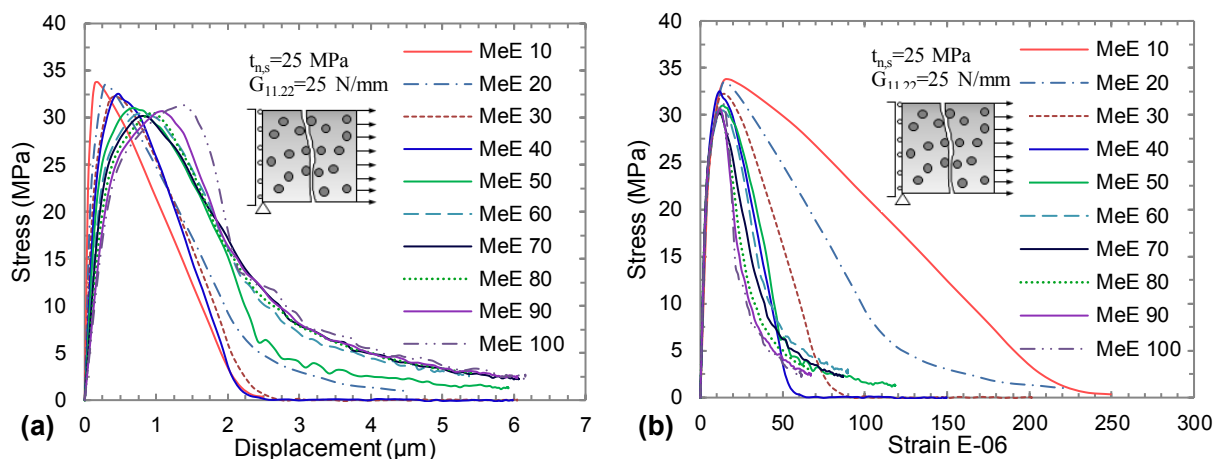 40
35
30
25
20
15
10
5
0
Stress (MPa)
0 1 2 3 4 5 6 7
Displacement (µm)
(a)
tn,s=25 MPa
G11.22=25 N/mm
MeE 10
MeE 20
MeE 30
MeE 40
MeE 50
MeE 60
MeE 70
MeE 80
MeE 90
MeE 100
40
35
30
25
20
15
10
5
0
Stress (MPa)
0 50 100 150 200 250 300
Strain E-06
(b)
tn,s=25 MPa
G11.22=25 N/mm
MeE 10
MeE 20
MeE 30
MeE 40
MeE 50
MeE 60
MeE 70
MeE 80
MeE 90
MeE 100